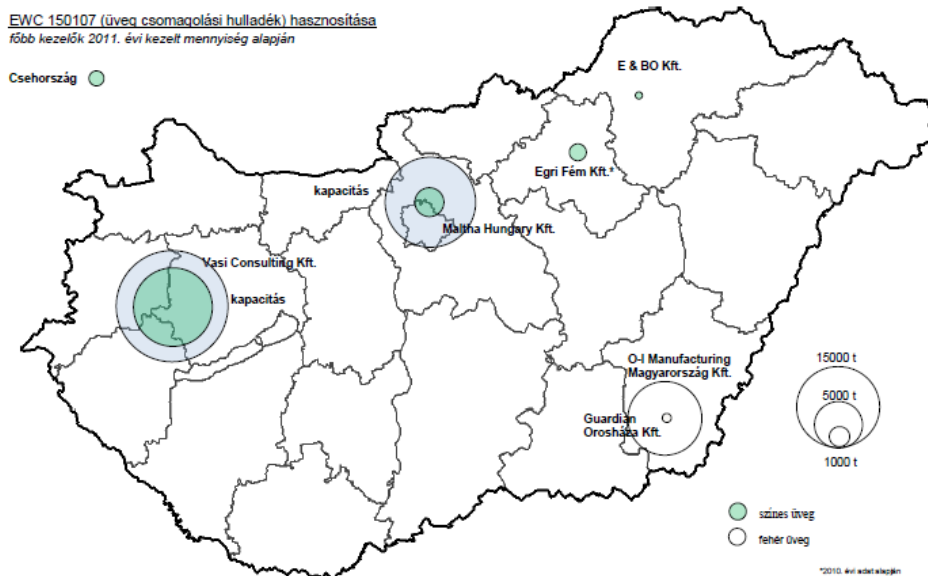 EWC 150107 (üveg csomagolási hulladék) hasznosítása
főbb kezelők 2011. évi kezelt mennyiség alapján
Csehország
E & BO Kft.
Egri Fém Kft.*
kapacitás
Maltha Hungary Kft.
Vasi Consulting Kft.
kapacitás
O-I Manufacturing
Magyarország Kft.
Guardian
Orosháza Kft.
15000 t
5000 t
1000 t
színes üveg
fehér üveg
*2010. évi adat alapján